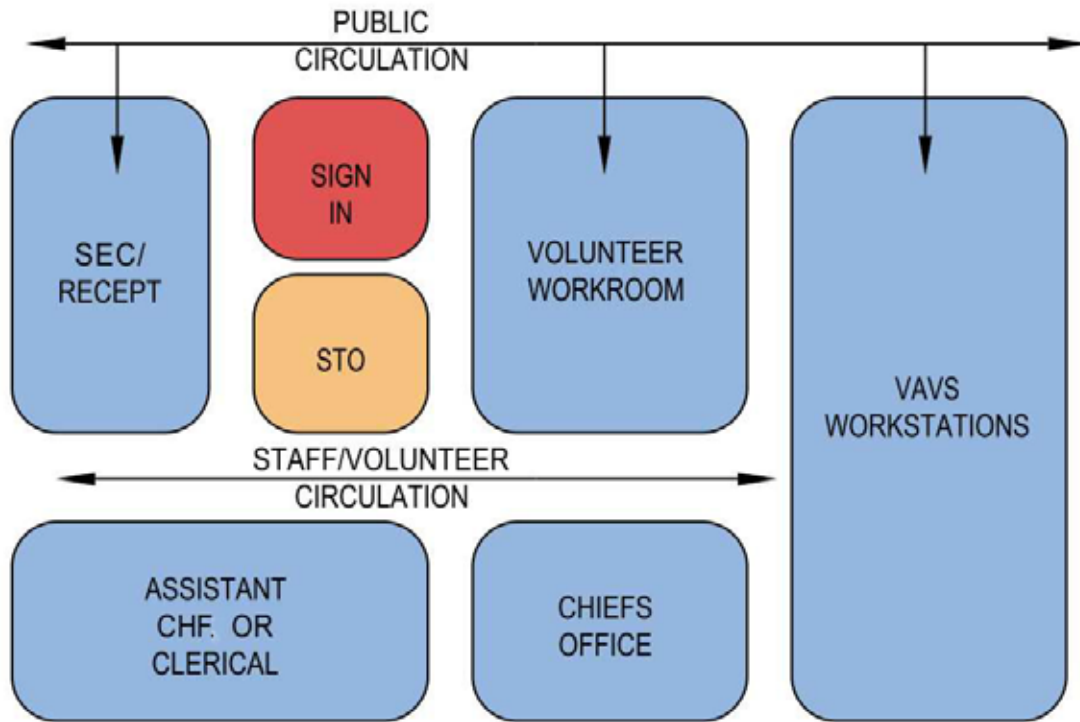 PUBLIC
CIRCULATION
SEC/
RECEPT
SIGN
IN
STO
VOLUNTEER
WORKROOM
VAVS
WORKSTATIONS
STAFF/VOLUNTEER
CIRCULATION
ASSISTANT
CHF. OR
CLERICAL
CHIEFS
OFFICE